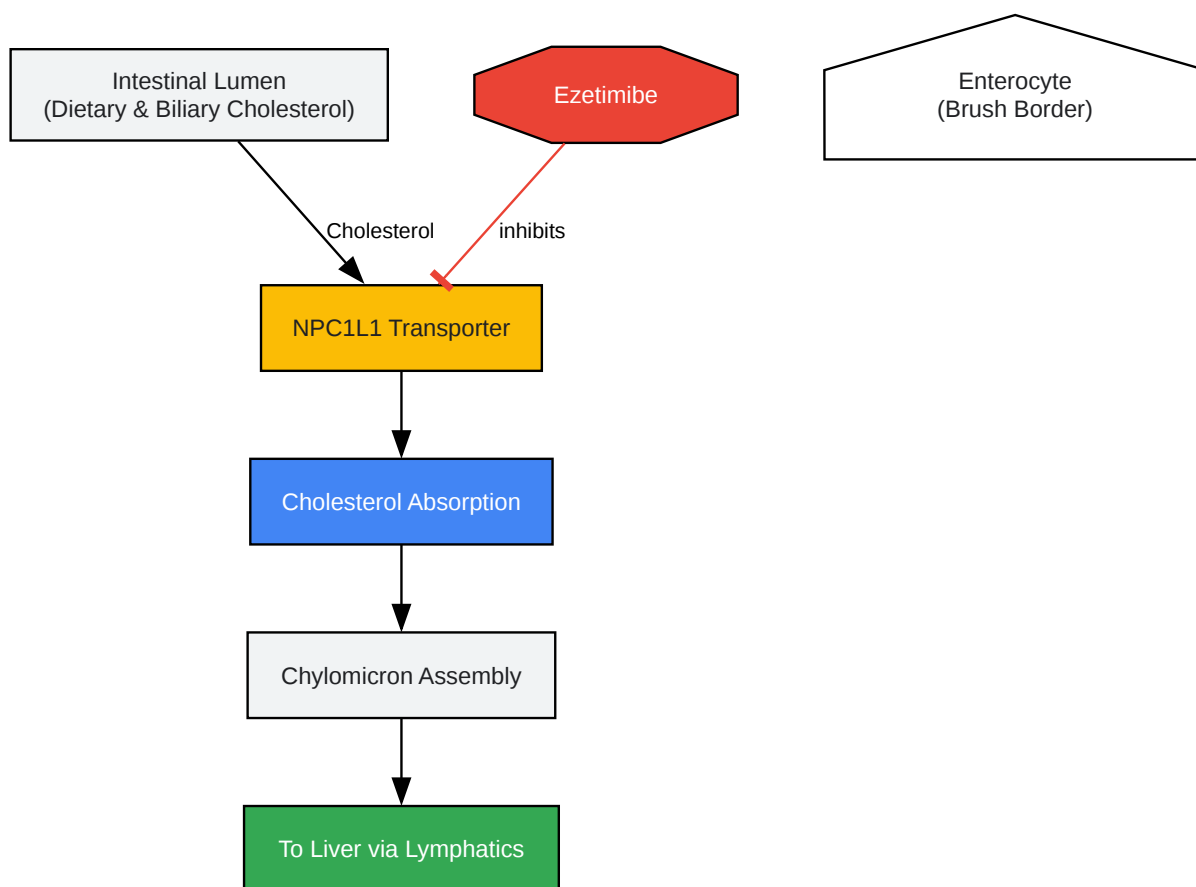 Intestinal Lumen
(Dietary & Biliary Cholesterol)
Ezetimibe
Enterocyte
(Brush Border)
Cholesterol
inhibits
NPC1L1 Transporter
Cholesterol Absorption
Chylomicron Assembly
To Liver via Lymphatics